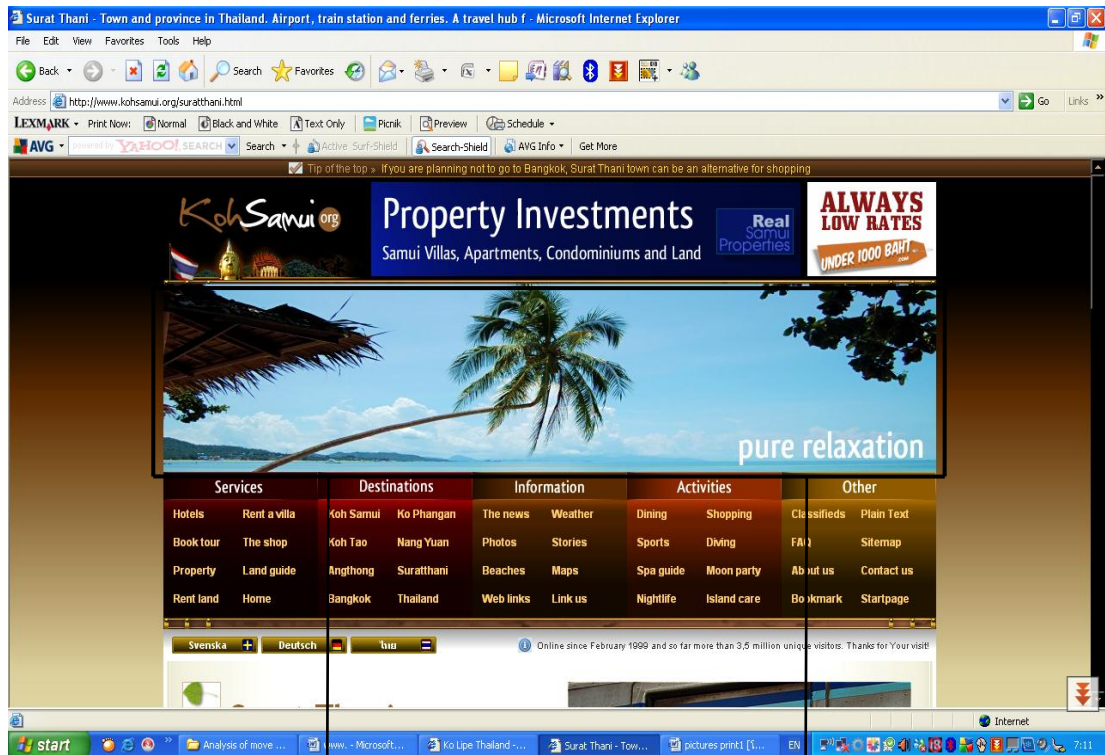 Surat Thani - Town and province in Thailand. Airport, train station and ferries. A travel hub f - Microsoft Internet Explorer
File Edit View Favorites Tools Help
Back Search Favorites
Address http://www.kohsamui.org/suratthani.html Go Links »
LEXMARK Print Now: Normal Black and White Text Only Picnik Preview Schedule
AVG powered by YAHOO! SEARCH Search Active Surf-Shield Search-Shield AVG Info Get More
Tip of the top » If you are planning not to go to Bangkok, Surat Thani town can be an alternative for shopping
KohSamui org
Property Investments
Samui Villas, Apartments, Condominiums and Land
Real
Samui
Properties
ALWAYS
LOW RATES
UNDER 1000 BAHT
.com
pure relaxation
Services Destinations Information Activities Other
Hotels Rent a villa Koh Samui Ko Phangan The news Weather Dining Shopping Classifieds Plain Text
Book tour The shop Koh Tao Nang Yuan Photos Stories Sports Diving FAQ Sitemap
Property Land guide Angthong Suratthani Beaches Maps Spa guide Moon party About us Contact us
Rent land Home Bangkok Thailand Web links Link us Nightlife Island care Bookmark Startpage
Svenska Deutsch ไทย Online since February 1999 and so far more than 3,5 million unique visitors. Thanks for Your visit!
Internet
start » Analysis of move ... www. - Microsoft... Ko Lipe Thailand -... Surat Thani - Tow... EN 7:11